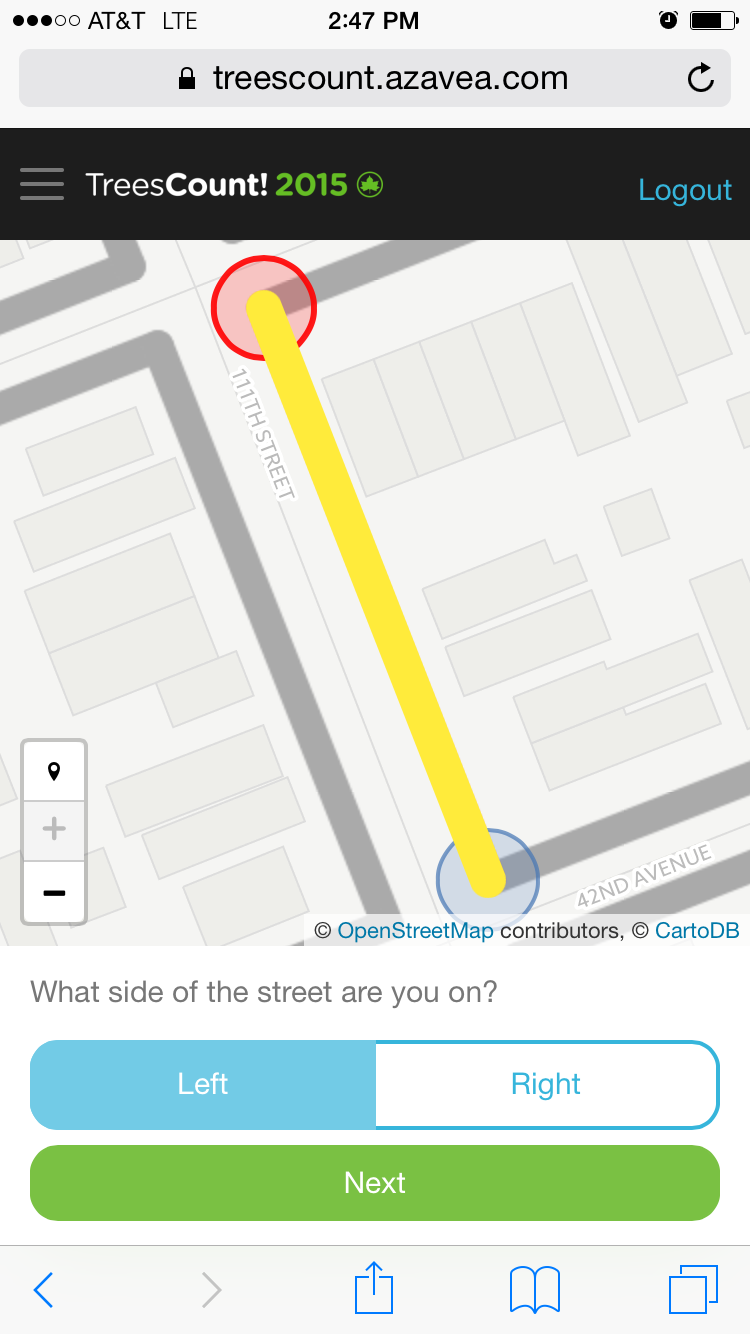 AT&T LTE 2:47 PM
treescount.azavea.com
TreesCount! 2015
Logout
111TH STREET
42ND AVENUE
© OpenStreetMap contributors, © CartoDB
What side of the street are you on?
Left
Right
Next